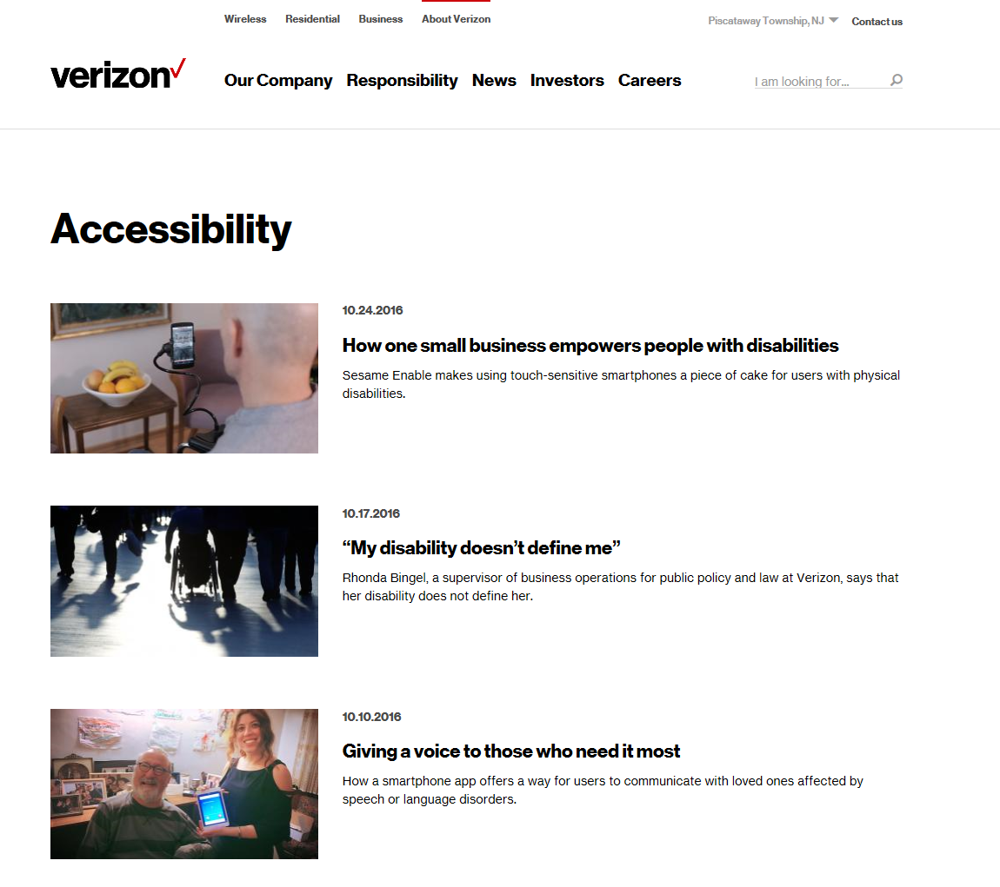 Wireless Residential Business About Verizon Piscataway Township, NJ Contact us
verizon Our Company Responsibility News Investors Careers I am looking for...
Accessibility
10.24.2016
How one small business empowers people with disabilities
Sesame Enable makes using touch-sensitive smartphones a piece of cake for users with physical
disabilities.
10.17.2016
“My disability doesn’t define me”
Rhonda Bingel, a supervisor of business operations for public policy and law at Verizon, says that
her disability does not define her.
10.10.2016
Giving a voice to those who need it most
How a smartphone app offers a way for users to communicate with loved ones affected by
speech or language disorders.